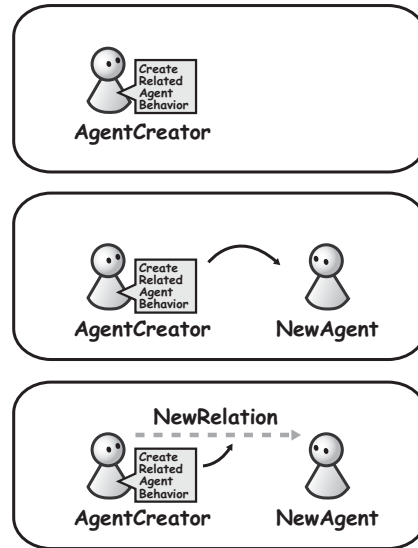 Create
Related
Agent
Behavior
AgentCreator
Create
Related
Agent
Behavior
AgentCreator
NewAgent
NewRelation
Create
Related
Agent
Behavior
AgentCreator
NewAgent